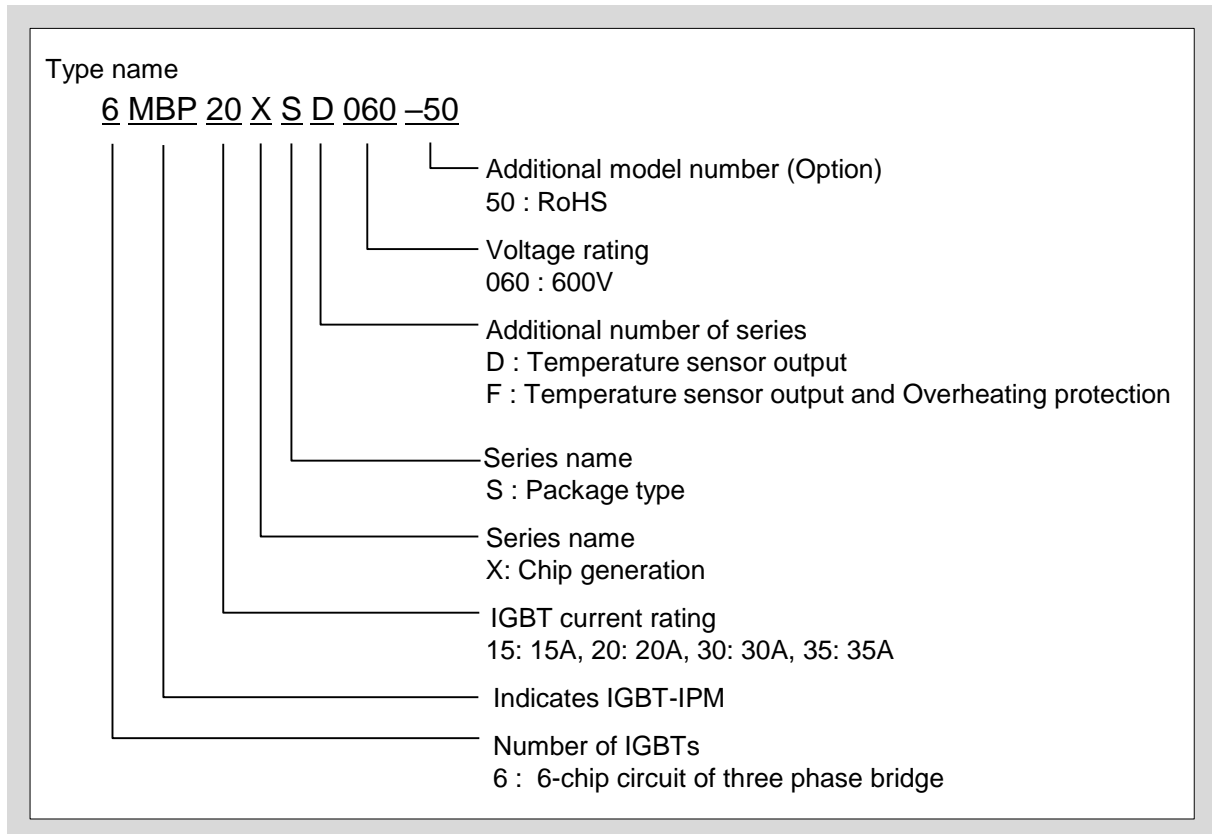 Type name
6 MBP 20 X S D 060 –50
Additional model number (Option)
50 : RoHS
Voltage rating
060 : 600V
Additional number of series
D : Temperature sensor output
F : Temperature sensor output and Overheating protection
Series name
S : Package type
Series name
X: Chip generation
IGBT current rating
15: 15A, 20: 20A, 30: 30A, 35: 35A
Indicates IGBT-IPM
Number of IGBTs
6 : 6-chip circuit of three phase bridge